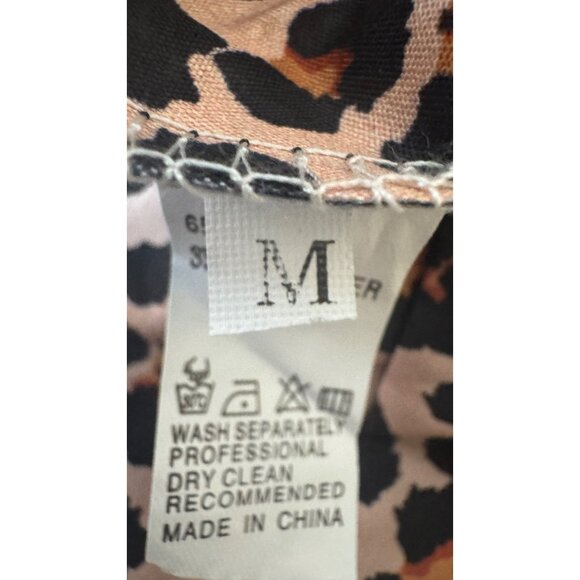 M
WASH SEPARATELY
PROFESSIONAL
DRY CLEAN
RECOMMENDED
MADE IN CHINA